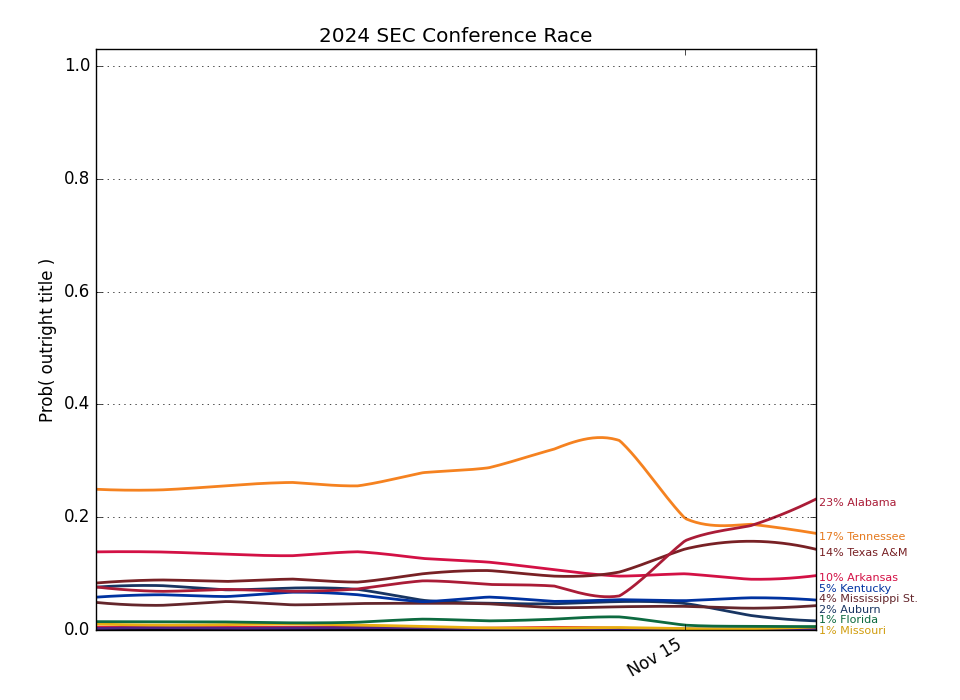 2024 SEC Conference Race
1.0
0.8
0.6
0.4
0.2
0.0
Prob( outright title )
Nov 15
23% Alabama
17% Tennessee
14% Texas A&M
10% Arkansas
5% Kentucky
4% Mississippi St.
2% Auburn
1% Florida
1% Missouri